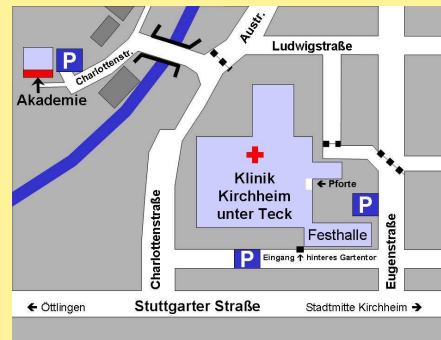 Austr.
Ludwigstraße
Charlottenstr.
P
Akademie
Klinik
Kirchheim
unter Teck
← Pforte
P
Festhalle
Charlottenstraße
Eugenstraße
P
Eingang ↑ hinteres Gartentor
← Öttlingen
Stuttgarter Straße
Stadtmitte Kirchheim →